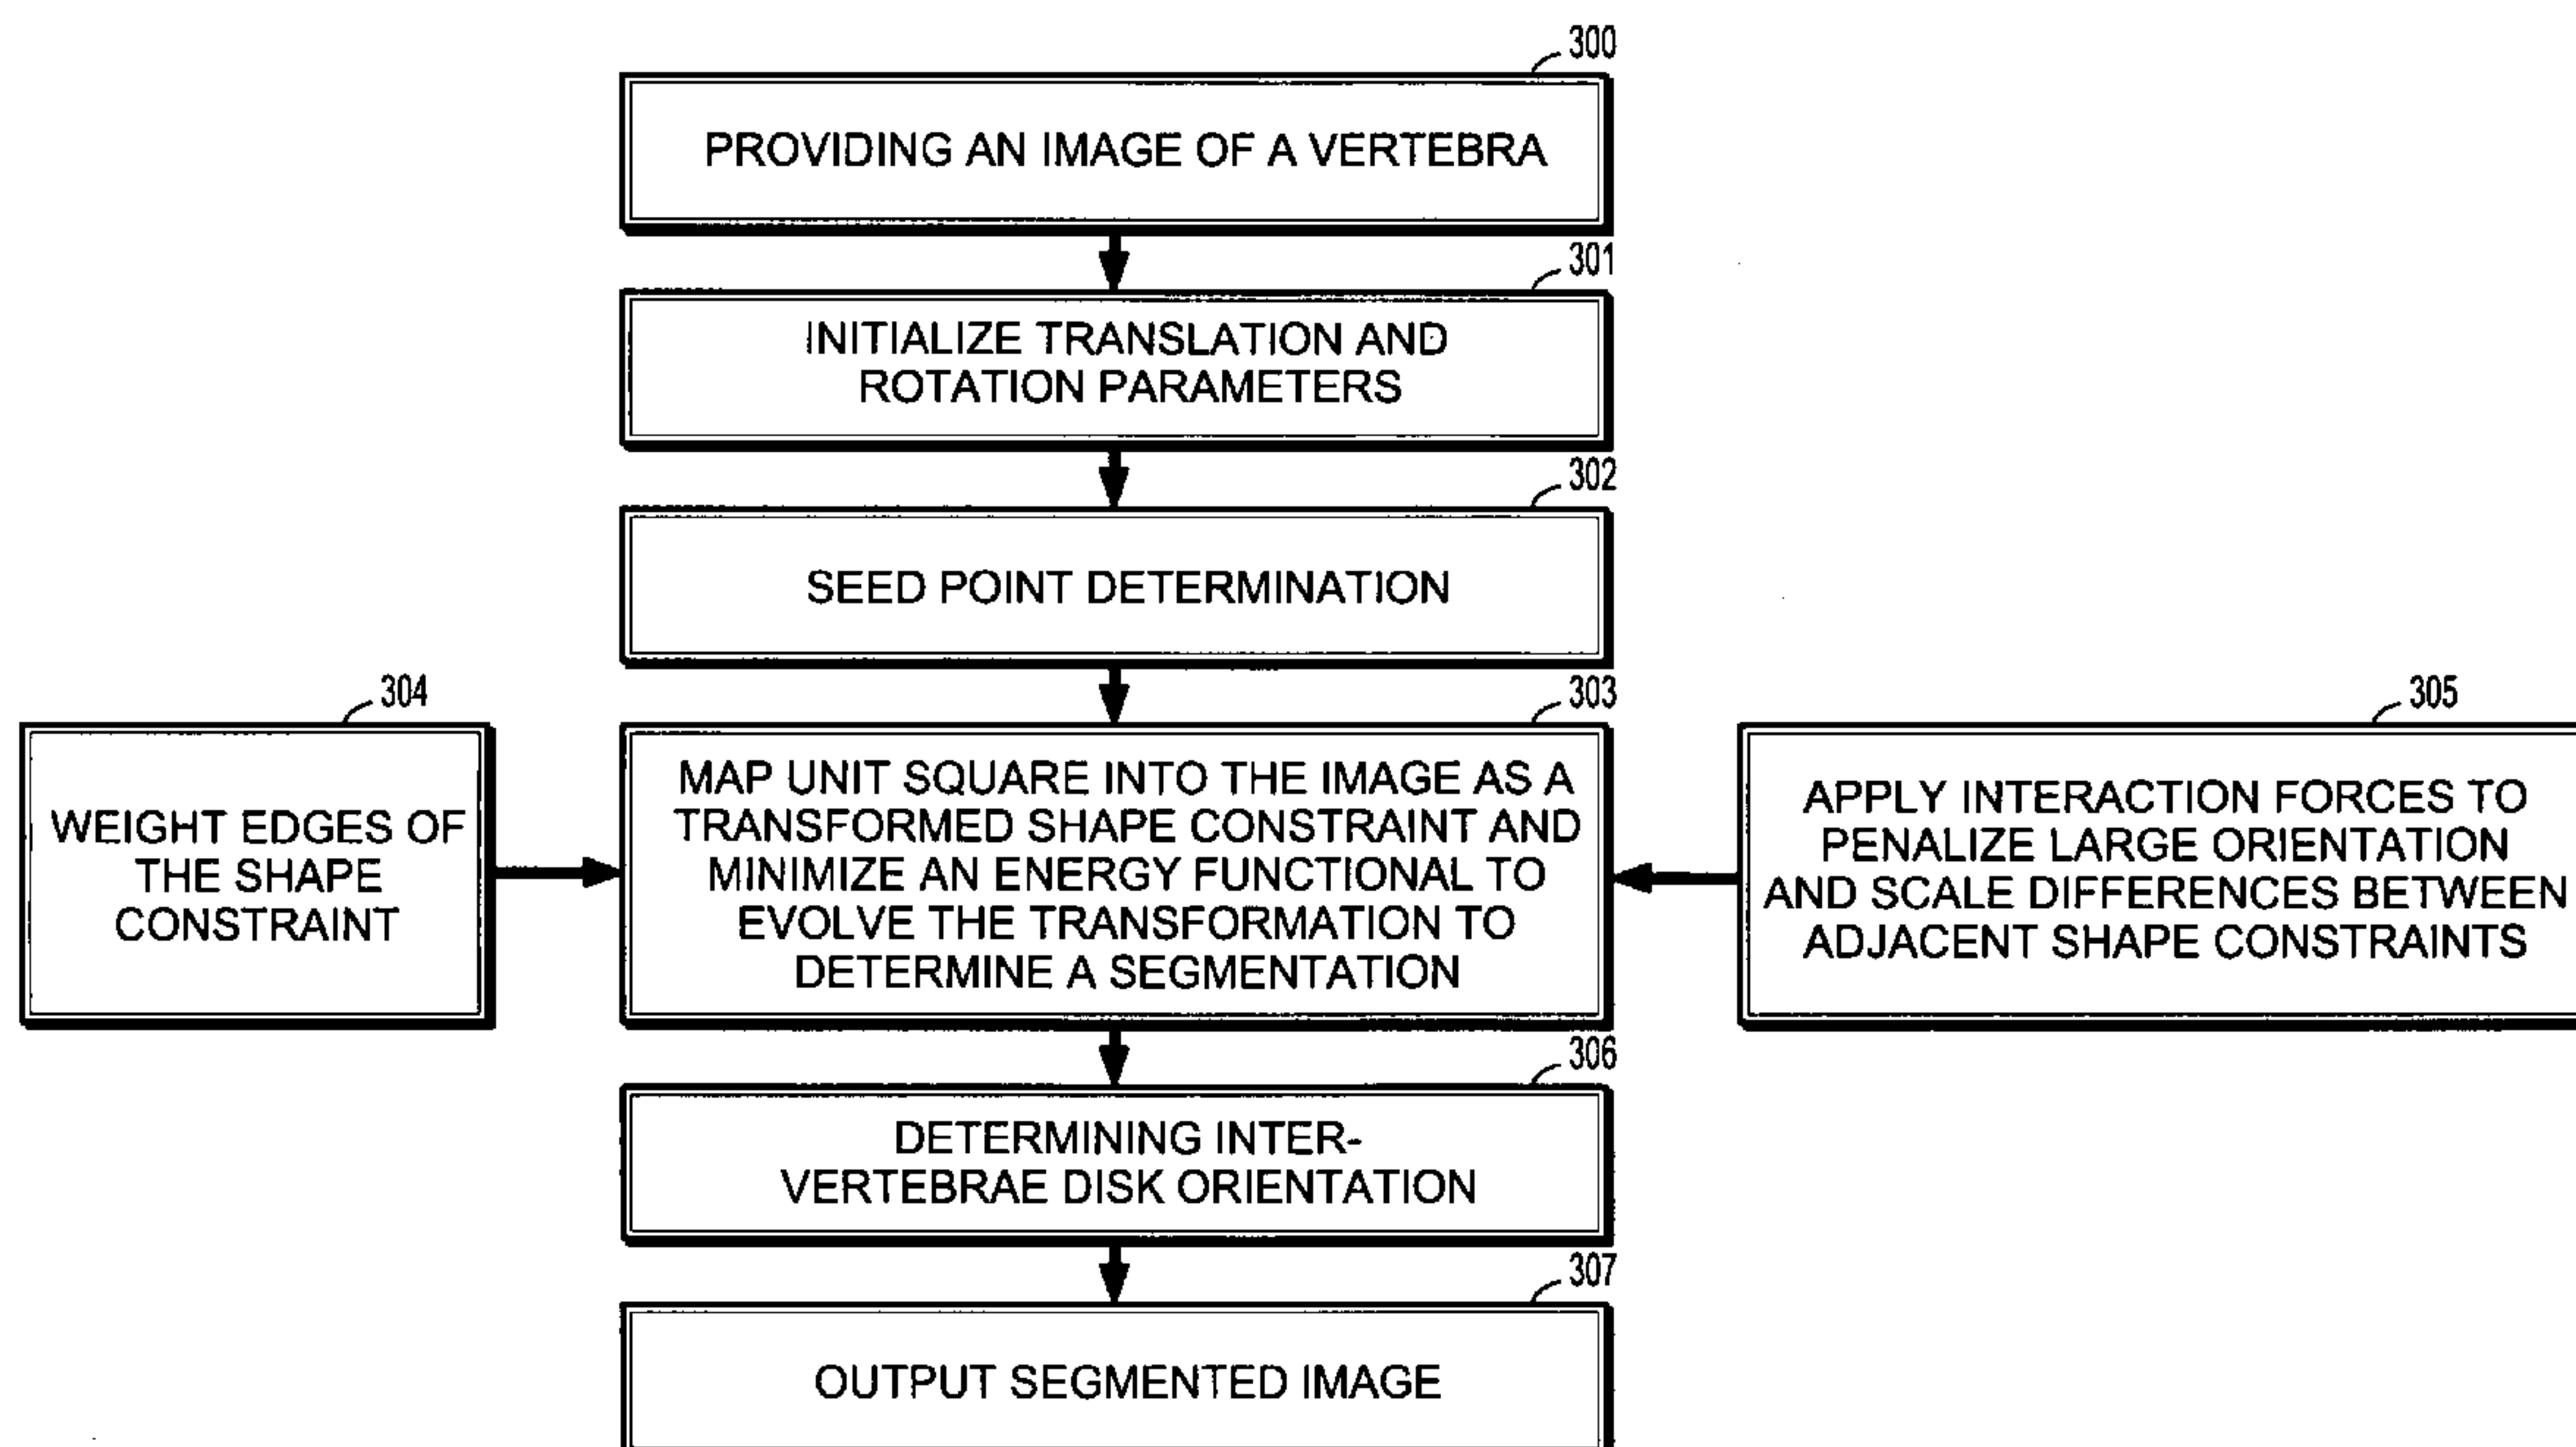 300
PROVIDING AN IMAGE OF A VERTEBRA
301
INITIALIZE TRANSLATION AND
ROTATION PARAMETERS
302
SEED POINT DETERMINATION
304
WEIGHT EDGES OF
THE SHAPE
CONSTRAINT
303
MAP UNIT SQUARE INTO THE IMAGE AS A
TRANSFORMED SHAPE CONSTRAINT AND
MINIMIZE AN ENERGY FUNCTIONAL TO
EVOLVE THE TRANSFORMATION TO
DETERMINE A SEGMENTATION
305
APPLY INTERACTION FORCES TO
PENALIZE LARGE ORIENTATION
AND SCALE DIFFERENCES BETWEEN
ADJACENT SHAPE CONSTRAINTS
306
DETERMINING INTER-
VERTEBRAE DISK ORIENTATION
307
OUTPUT SEGMENTED IMAGE